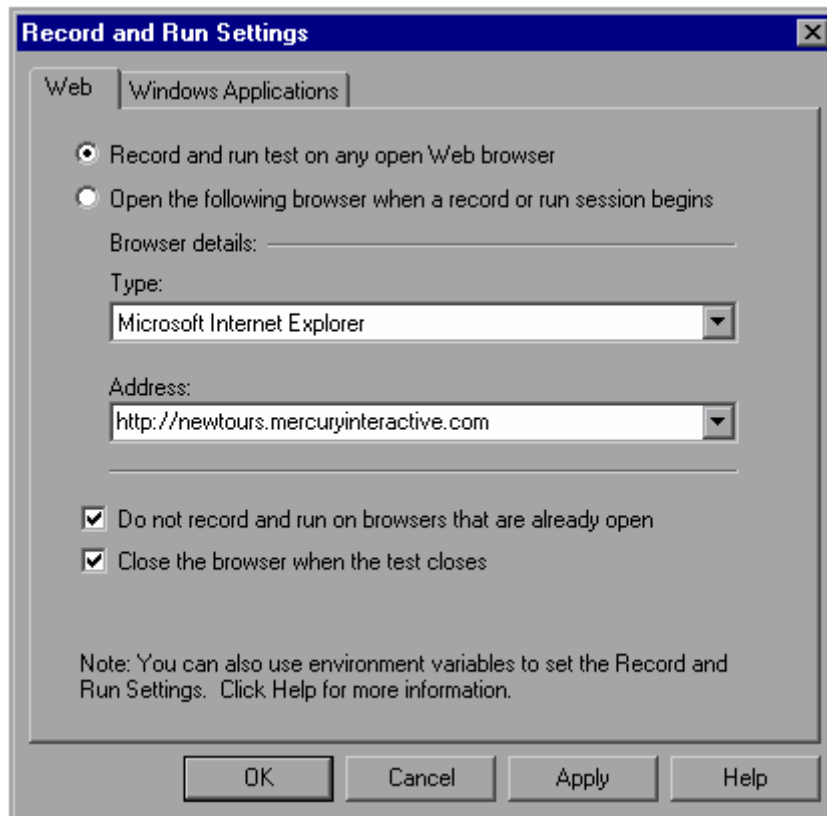 Record and Run Settings
Web
Windows Applications
Record and run test on any open Web browser
Open the following browser when a record or run session begins
Browser details:
Type:
Microsoft Internet Explorer
Address:
http://newtours.mercuryinteractive.com
Do not record and run on browsers that are already open
Close the browser when the test closes
Note: You can also use environment variables to set the Record and
Run Settings.  Click Help for more information.
OK
Cancel
Apply
Help